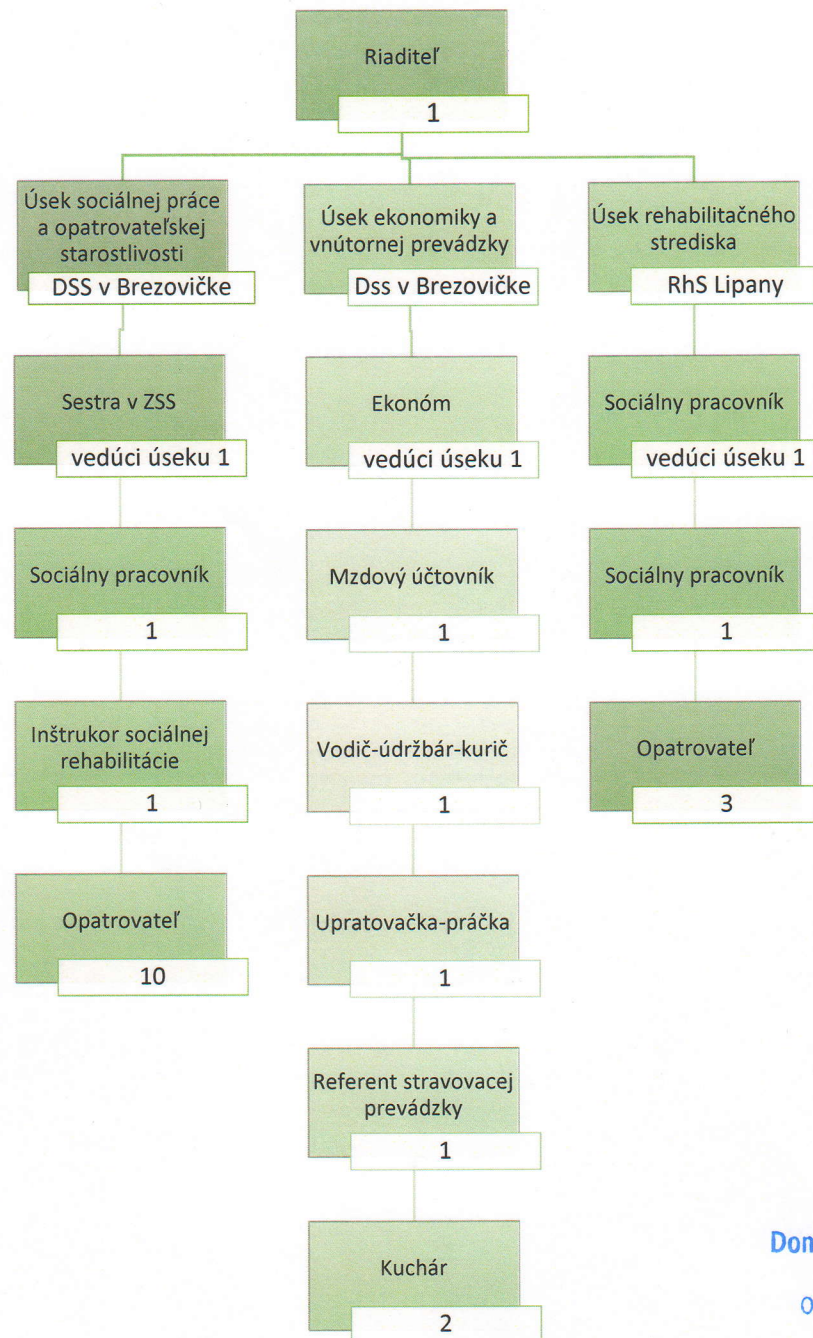 Riaditeľ
1
Úsek sociálnej práce
a opatrovateľskej
starostlivosti
DSS v Brezovičke
Sestra v ZSS
vedúci úseku 1
Sociálny pracovník
1
Inštrukor sociálnej
rehabilitácie
1
Opatrovateľ
10
Úsek ekonomiky a
vnútornej prevádzky
Dss v Brezovičke
Ekonóm
vedúci úseku 1
Mzdový účtovník
1
Vodič-údržbár-kurič
1
Upratovačka-práčka
1
Referent stravovacej
prevádzky
1
Kuchár
2
Úsek rehabilitačného
strediska
RhS Lipany
Sociálny pracovník
vedúci úseku 1
Sociálny pracovník
1
Opatrovateľ
3